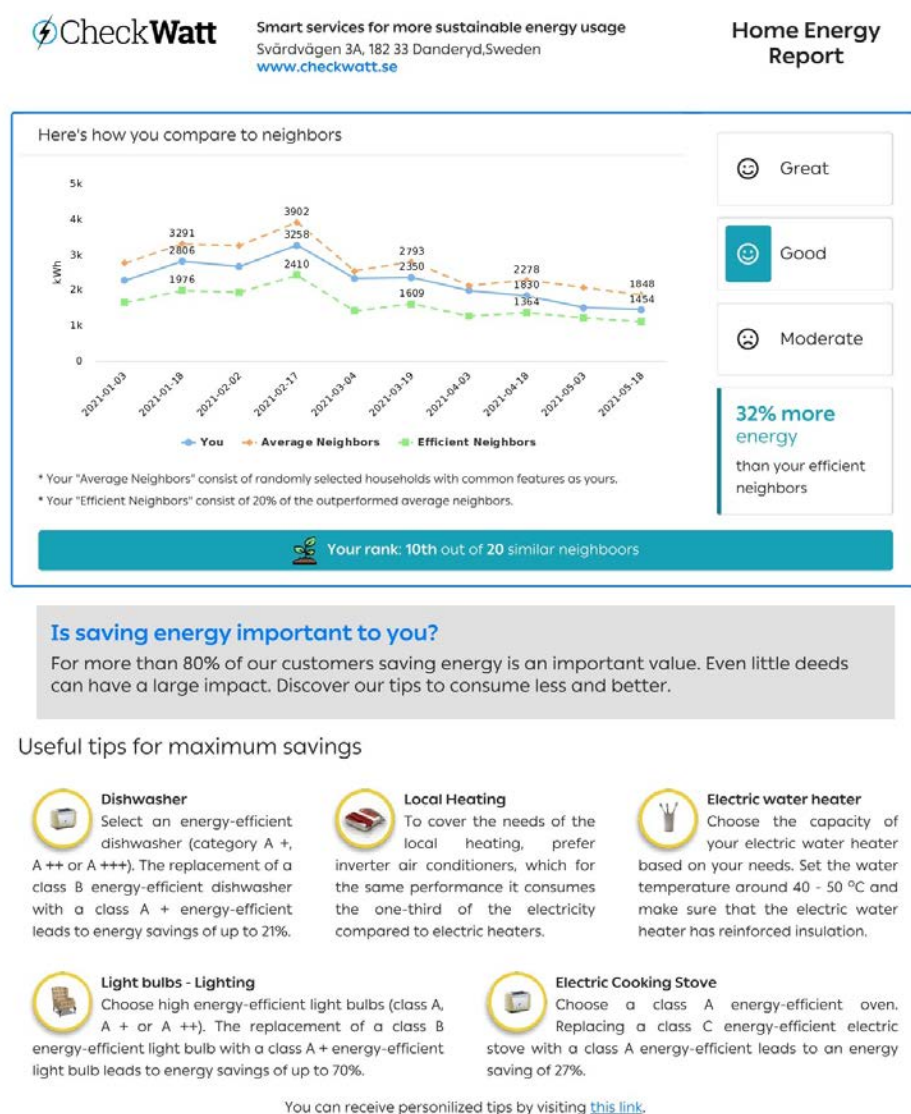 CheckWatt
Smart services for more sustainable energy usage
Svärdvägen 3A, 182 33 Danderyd,Sweden
www.checkwatt.se
Home Energy
Report
Here's how you compare to neighbors
5k
4k
3k
2k
1k
0
kWh
3291
2806
1976
3902
3258
2410
2793
2350
1609
2278
1830
1364
1848
1454
2021-01-03
2021-01-18
2021-02-02
2021-02-17
2021-03-04
2021-03-19
2021-04-03
2021-04-18
2021-05-03
2021-05-18
You
Average Neighbors
Efficient Neighbors
* Your "Average Neighbors" consist of randomly selected households with common features as yours.
* Your "Efficient Neighbors" consist of 20% of the outperformed average neighbors.
Great
Good
Moderate
32% more
energy
than your efficient
neighbors
Your rank: 10th out of 20 similar neighboors
Is saving energy important to you?
For more than 80% of our customers saving energy is an important value. Even little deeds
can have a large impact. Discover our tips to consume less and better.
Useful tips for maximum savings
Dishwasher
Select an energy-efficient
dishwasher (category A +,
A ++ or A +++). The replacement of a
class B energy-efficient dishwasher
with a class A + energy-efficient
leads to energy savings of up to 21%.
Local Heating
To cover the needs of the
local heating, prefer
inverter air conditioners, which for
the same performance it consumes
the one-third of the electricity
compared to electric heaters.
Electric water heater
Choose the capacity of
your electric water heater
based on your needs. Set the water
temperature around 40 - 50 °C and
make sure that the electric water
heater has reinforced insulation.
Light bulbs - Lighting
Choose high energy-efficient light bulbs (class A,
A + or A ++). The replacement of a class B
energy-efficient light bulb with a class A + energy-efficient
light bulb leads to energy savings of up to 70%.
Electric Cooking Stove
Choose a class A energy-efficient oven.
Replacing a class C energy-efficient electric
stove with a class A energy-efficient leads to an energy
saving of 27%.
You can receive personilized tips by visiting this link.